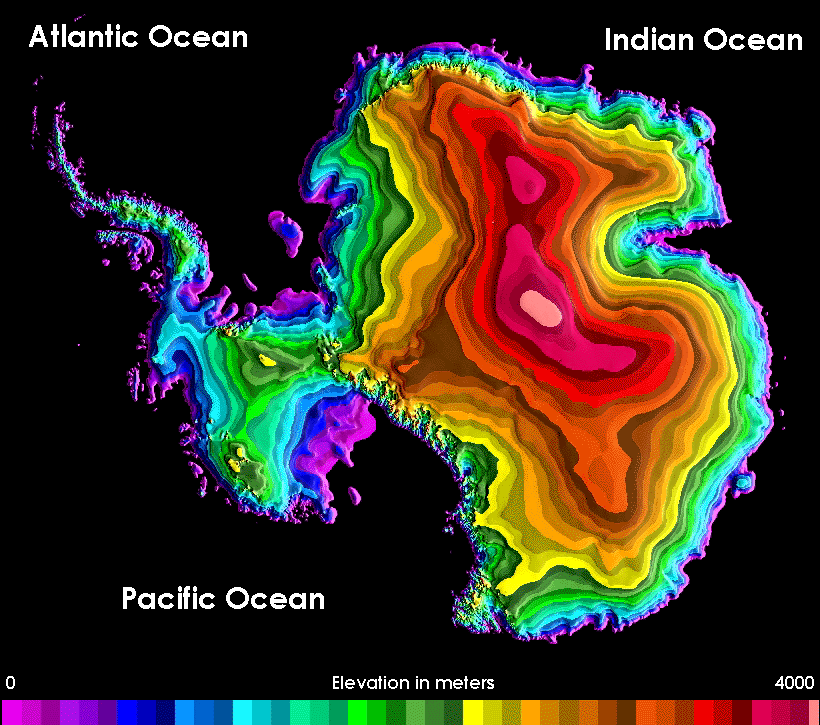 Atlantic Ocean
Indian Ocean
Pacific Ocean
0 Elevation in meters 4000